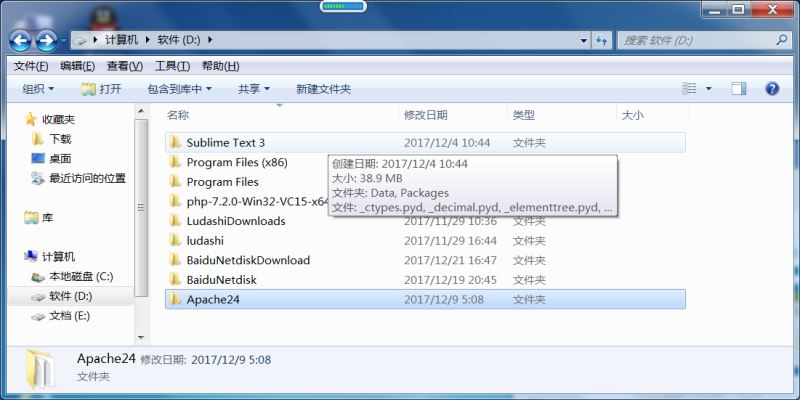 计算机 软件 (D:) 搜索 软件 (D:)
文件(F) 编辑(E) 查看(V) 工具(T) 帮助(H)
组织 打开 包含到库中 共享 新建文件夹
名称 修改日期 类型 大小
收藏夹
下载
桌面
最近访问的位置
库
计算机
本地磁盘 (C:)
软件 (D:)
文档 (E:)
Sublime Text 3 2017/12/4 10:44 文件夹
Program Files (x86)
Program Files
php-7.2.0-Win32-VC15-x64
LudashiDownloads 2017/11/29 10:36 文件夹
ludashi 2017/11/29 16:44 文件夹
BaiduNetdiskDownload 2017/12/21 16:47 文件夹
BaiduNetdisk 2017/12/19 20:45 文件夹
Apache24 2017/12/9 5:08 文件夹
创建日期: 2017/12/4 10:44
大小: 38.9 MB
文件夹: Data, Packages
文件: _ctypes.pyd, _decimal.pyd, _elementtree.pyd, ...
Apache24 修改日期: 2017/12/9 5:08
文件夹